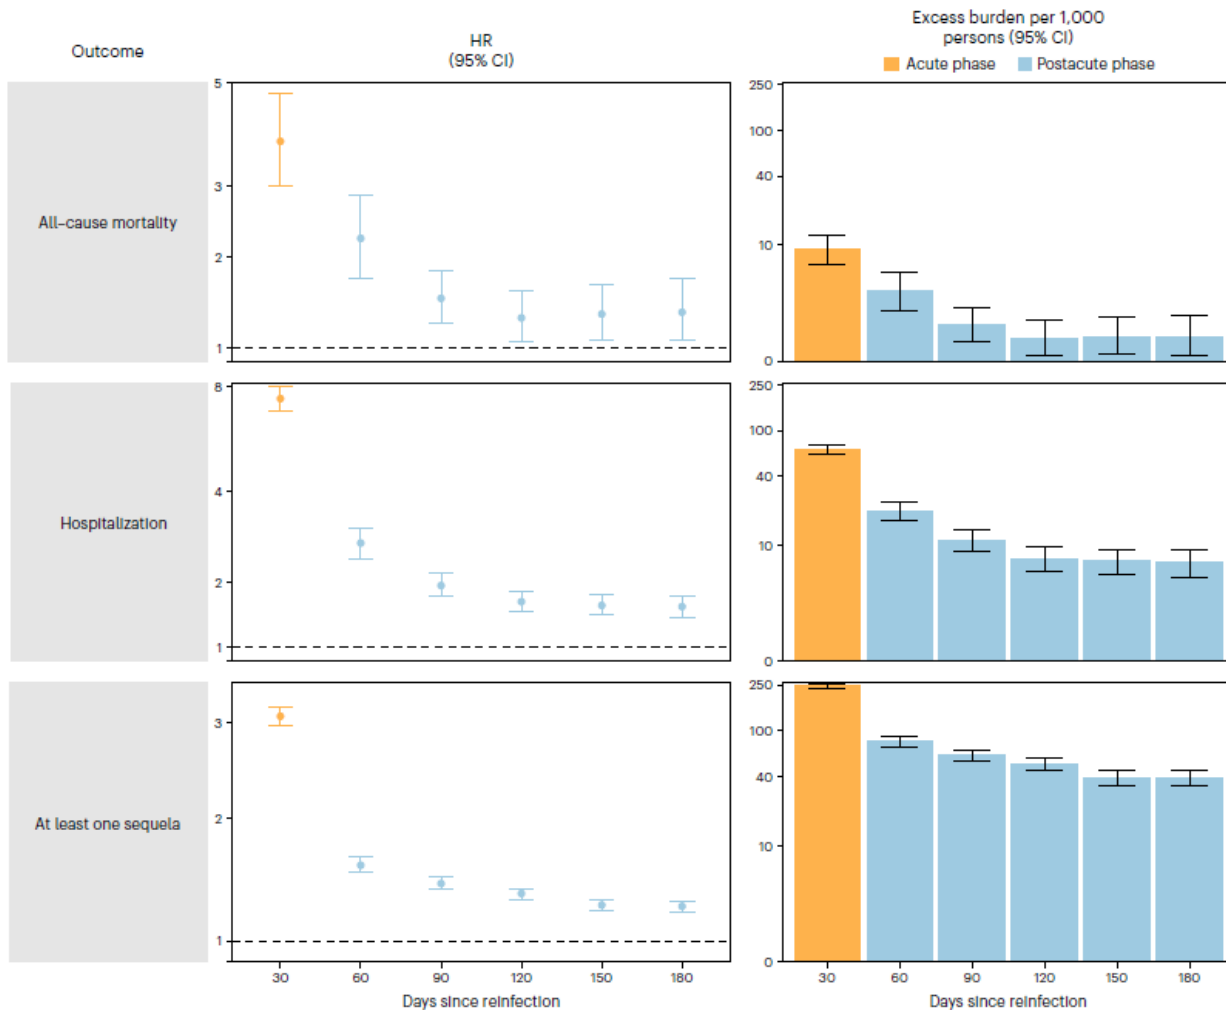 Outcome
HR
(95% CI)
Excess burden per 1,000
persons (95% CI)
Acute phase Postacute phase
All-cause mortality
5
3
2
1
250
100
40
10
0
Hospitalization
8
4
2
1
250
100
40
10
0
At least one sequela
3
2
1
250
100
40
10
0
30 60 90 120 150 180
Days since reinfection
30 60 90 120 150 180
Days since reinfection